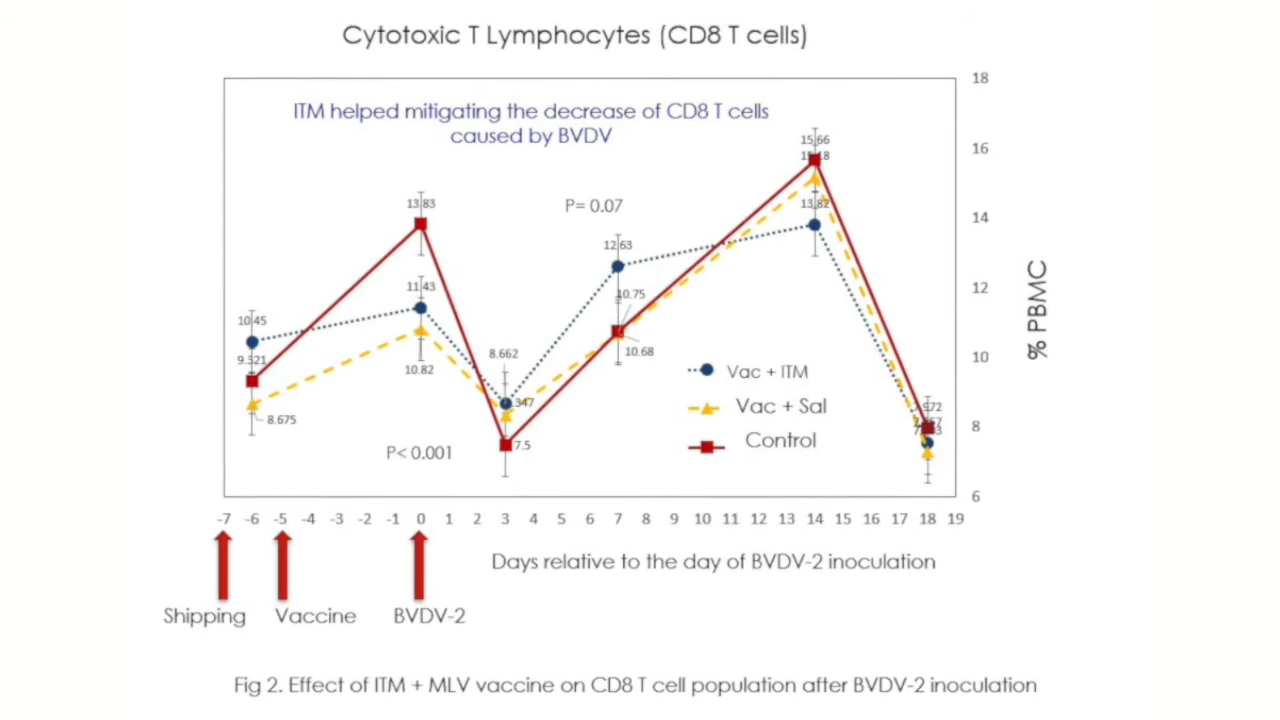 Cytotoxic T Lymphocytes (CD8 T cells)
ITM helped mitigating the decrease of CD8 T cells
caused by BVDV
18
16
14
12
10
8
6
% PBMC
15.66
13.82
13.83
P= 0.07
12.63
11.43
10.75
10.45
9.321
8.662
10.68
10.82
8.675
7.5
P< 0.001
Vac + ITM
Vac + Sal
Control
-7 -6 -5 -4 -3 -2 -1 0 1 2 3 4 5 6 7 8 9 10 11 12 13 14 15 16 17 18 19
Days relative to the day of BVDV-2 inoculation
Shipping Vaccine BVDV-2
Fig 2. Effect of ITM + MLV vaccine on CD8 T cell population after BVDV-2 inoculation